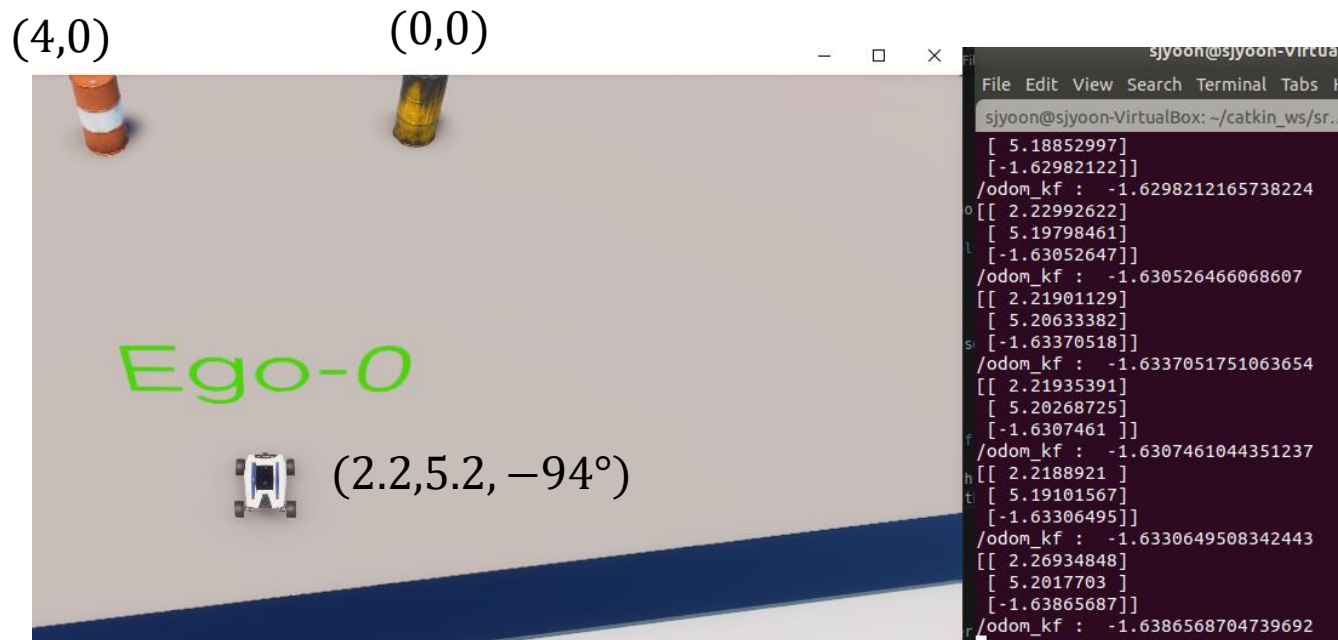 (4,0)
(0,0)
Ego-0
(2.2,5.2, −94°)
sjyoon@sjyoon-Virtua
File Edit View Search Terminal Tabs
sjyoon@sjyoon-VirtualBox: ~/catkin_ws/sr…
[ 5.18852997]
[-1.62982122]]
/odom_kf :  -1.6298212165738224
[[ 2.22992622]
[ 5.19798461]
[-1.63052647]]
/odom_kf :  -1.630526466068607
[[ 2.21901129]
[ 5.20633382]
[-1.63370518]]
/odom_kf :  -1.6337051751063654
[[ 2.21935391]
[ 5.20268725]
[-1.6307461 ]]
/odom_kf :  -1.6307461044351237
[[ 2.2188921 ]
[ 5.19101567]
[-1.63306495]]
/odom_kf :  -1.6330649508342443
[[ 2.26934848]
[ 5.2017703 ]
[-1.63865687]]
/odom_kf :  -1.6386568704739692